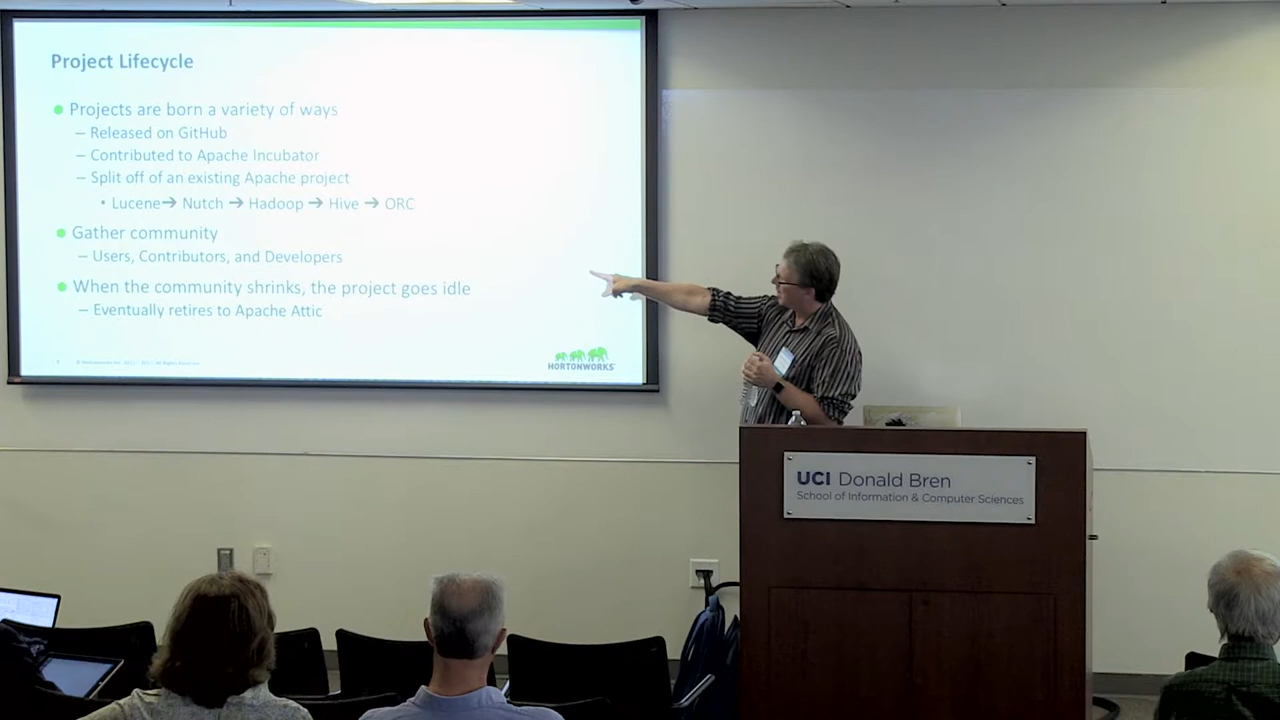 Project Lifecycle
● Projects are born a variety of ways
– Released on GitHub
– Contributed to Apache Incubator
– Split off of an existing Apache project
• Lucene➔ Nutch ➔ Hadoop ➔ Hive ➔ ORC
● Gather community
– Users, Contributors, and Developers
● When the community shrinks, the project goes idle
– Eventually retires to Apache Attic
HORTONWORKS
UCI Donald Bren
School of Information & Computer Sciences